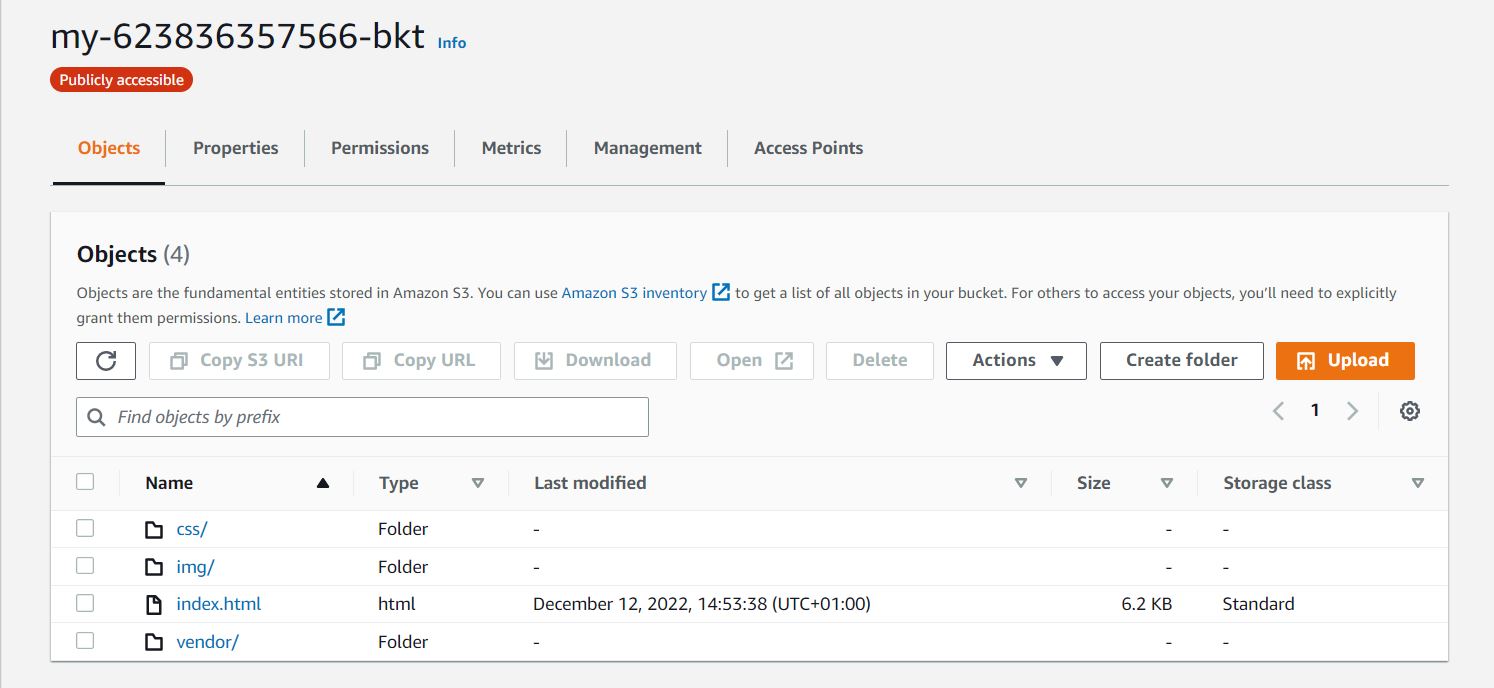 my-623836357566-bkt Info
Publicly accessible
Objects Properties Permissions Metrics Management Access Points
Objects (4)
Objects are the fundamental entities stored in Amazon S3. You can use Amazon S3 inventory to get a list of all objects in your bucket. For others to access your objects, you'll need to explicitly
grant them permissions. Learn more
Copy S3 URI Copy URL Download Open Delete Actions Create folder Upload
Find objects by prefix 1
Name Type Last modified Size Storage class
css/ Folder - - -
img/ Folder - - -
index.html html December 12, 2022, 14:53:38 (UTC+01:00) 6.2 KB Standard
vendor/ Folder - - -